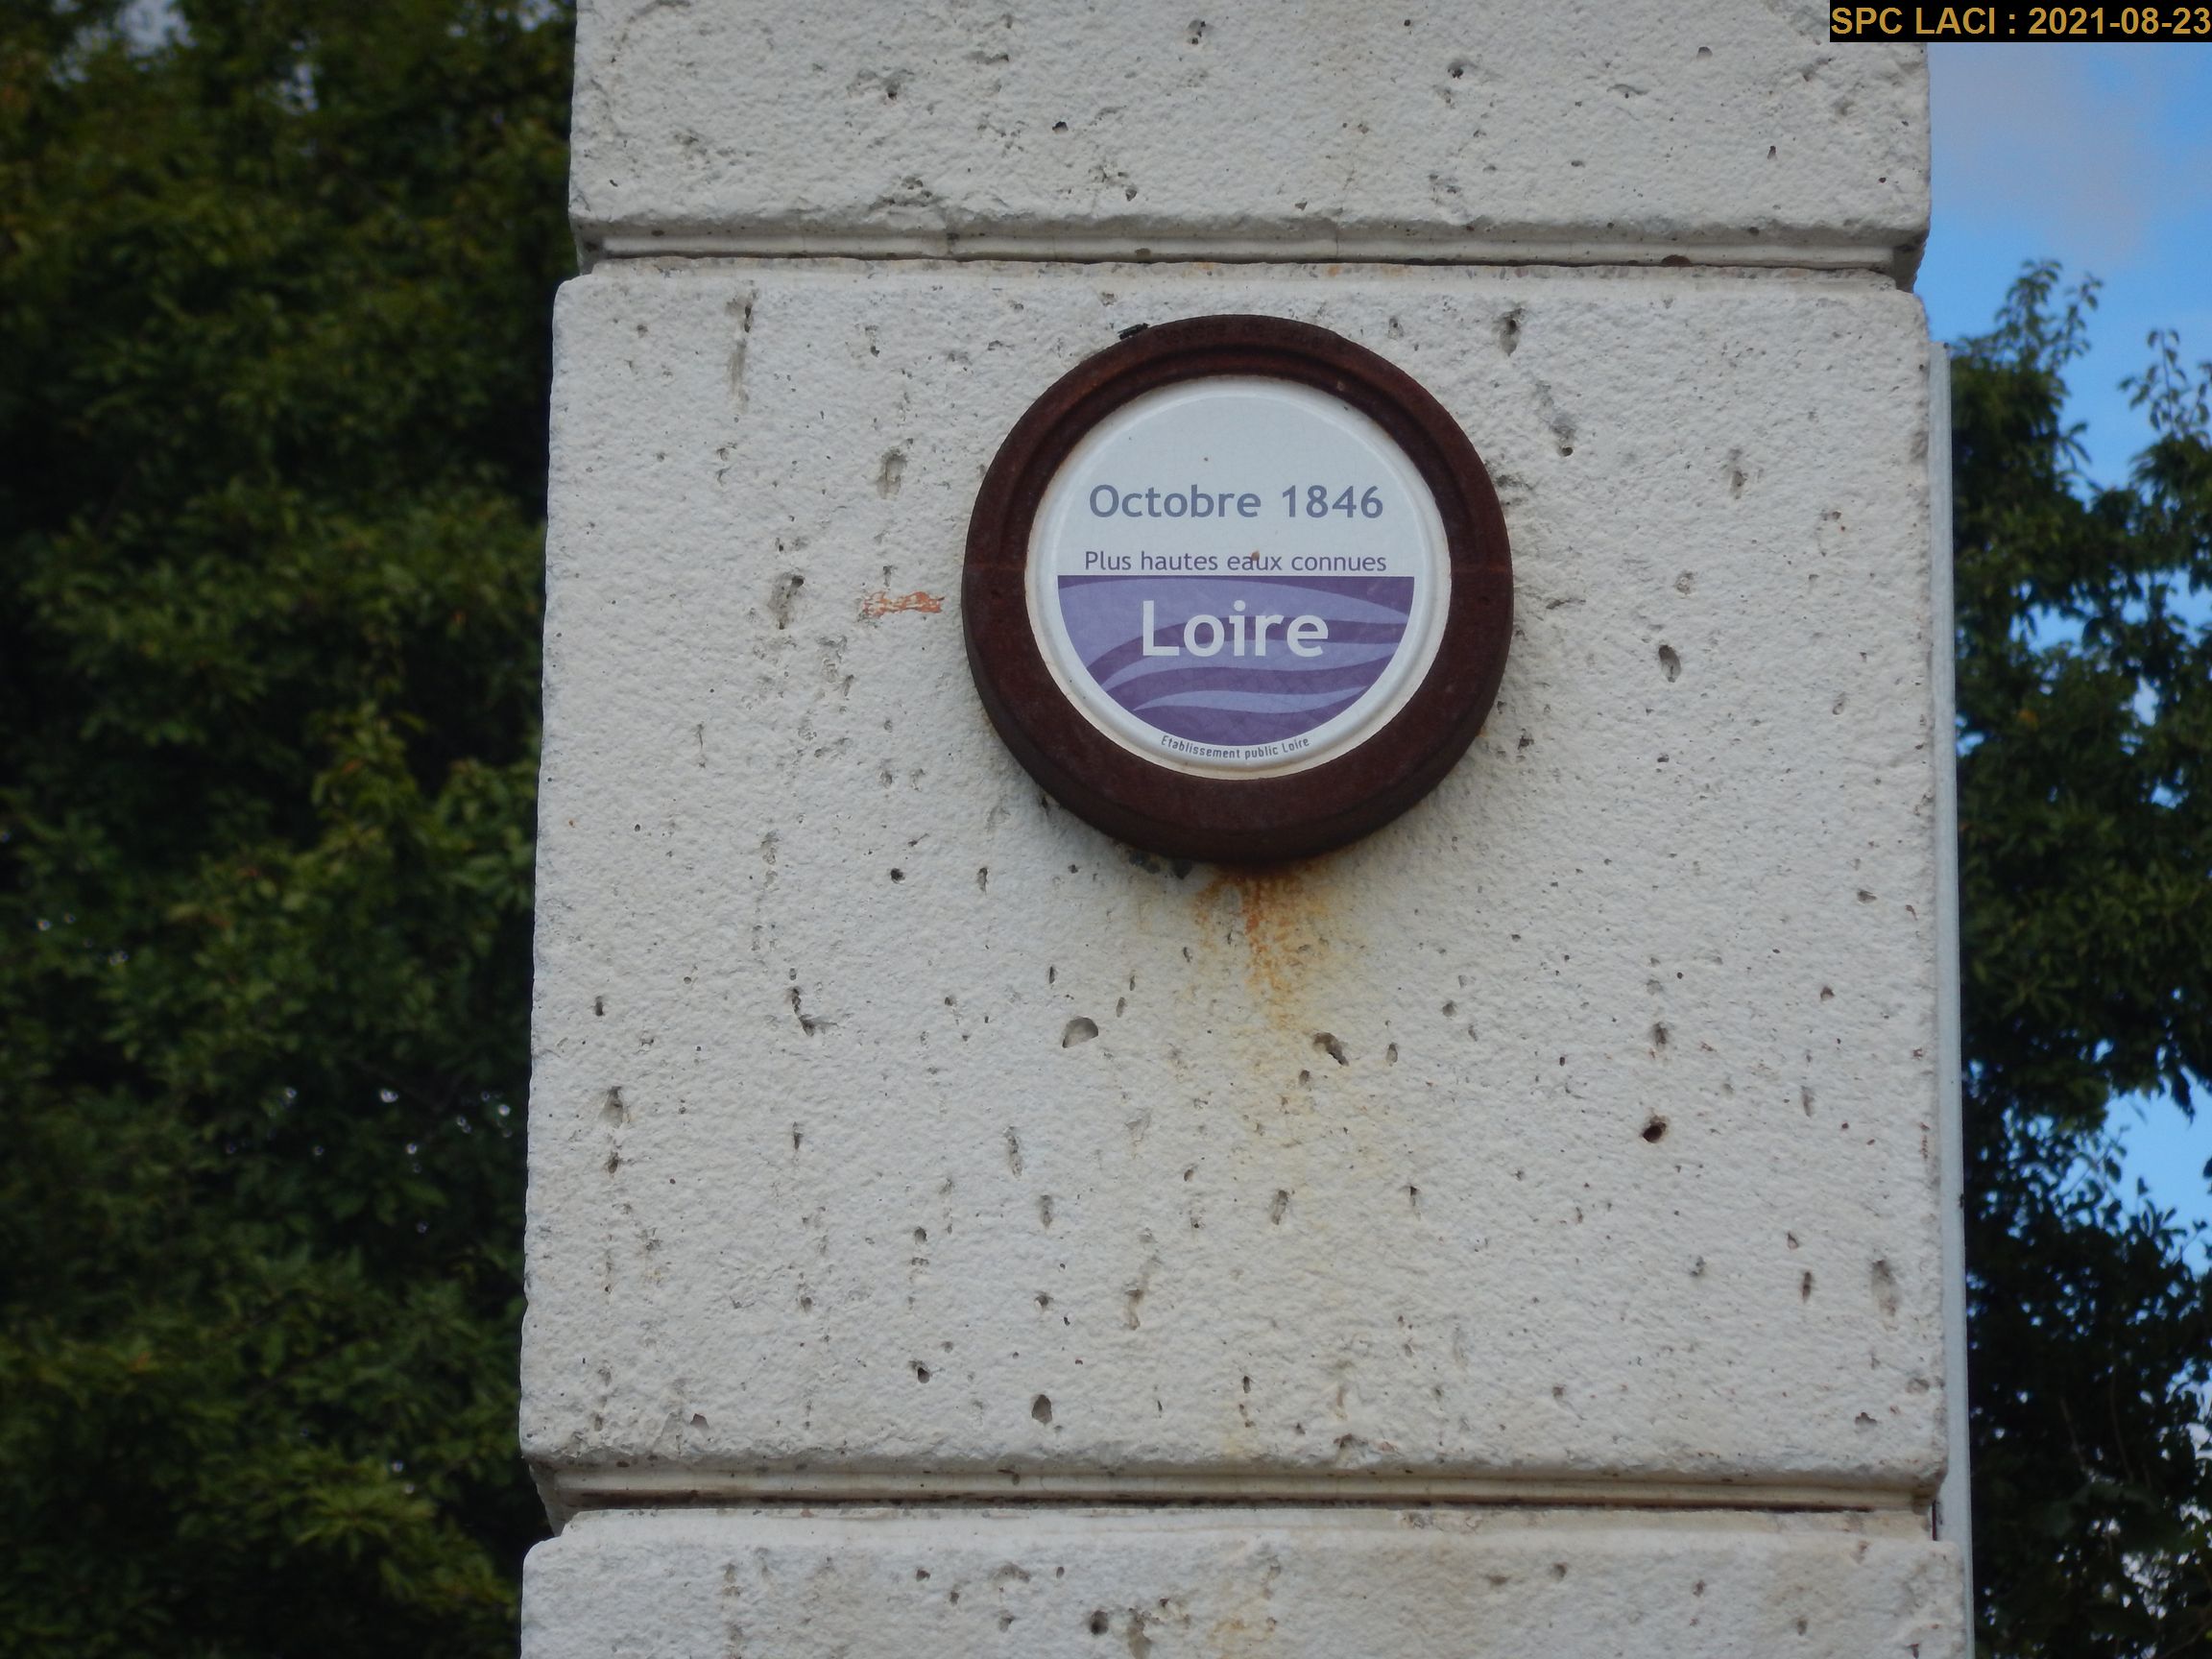 SPC LACI : 2021-08-23
Octobre 1846
Plus hautes eaux connues
Loire
Etablissement public Loire